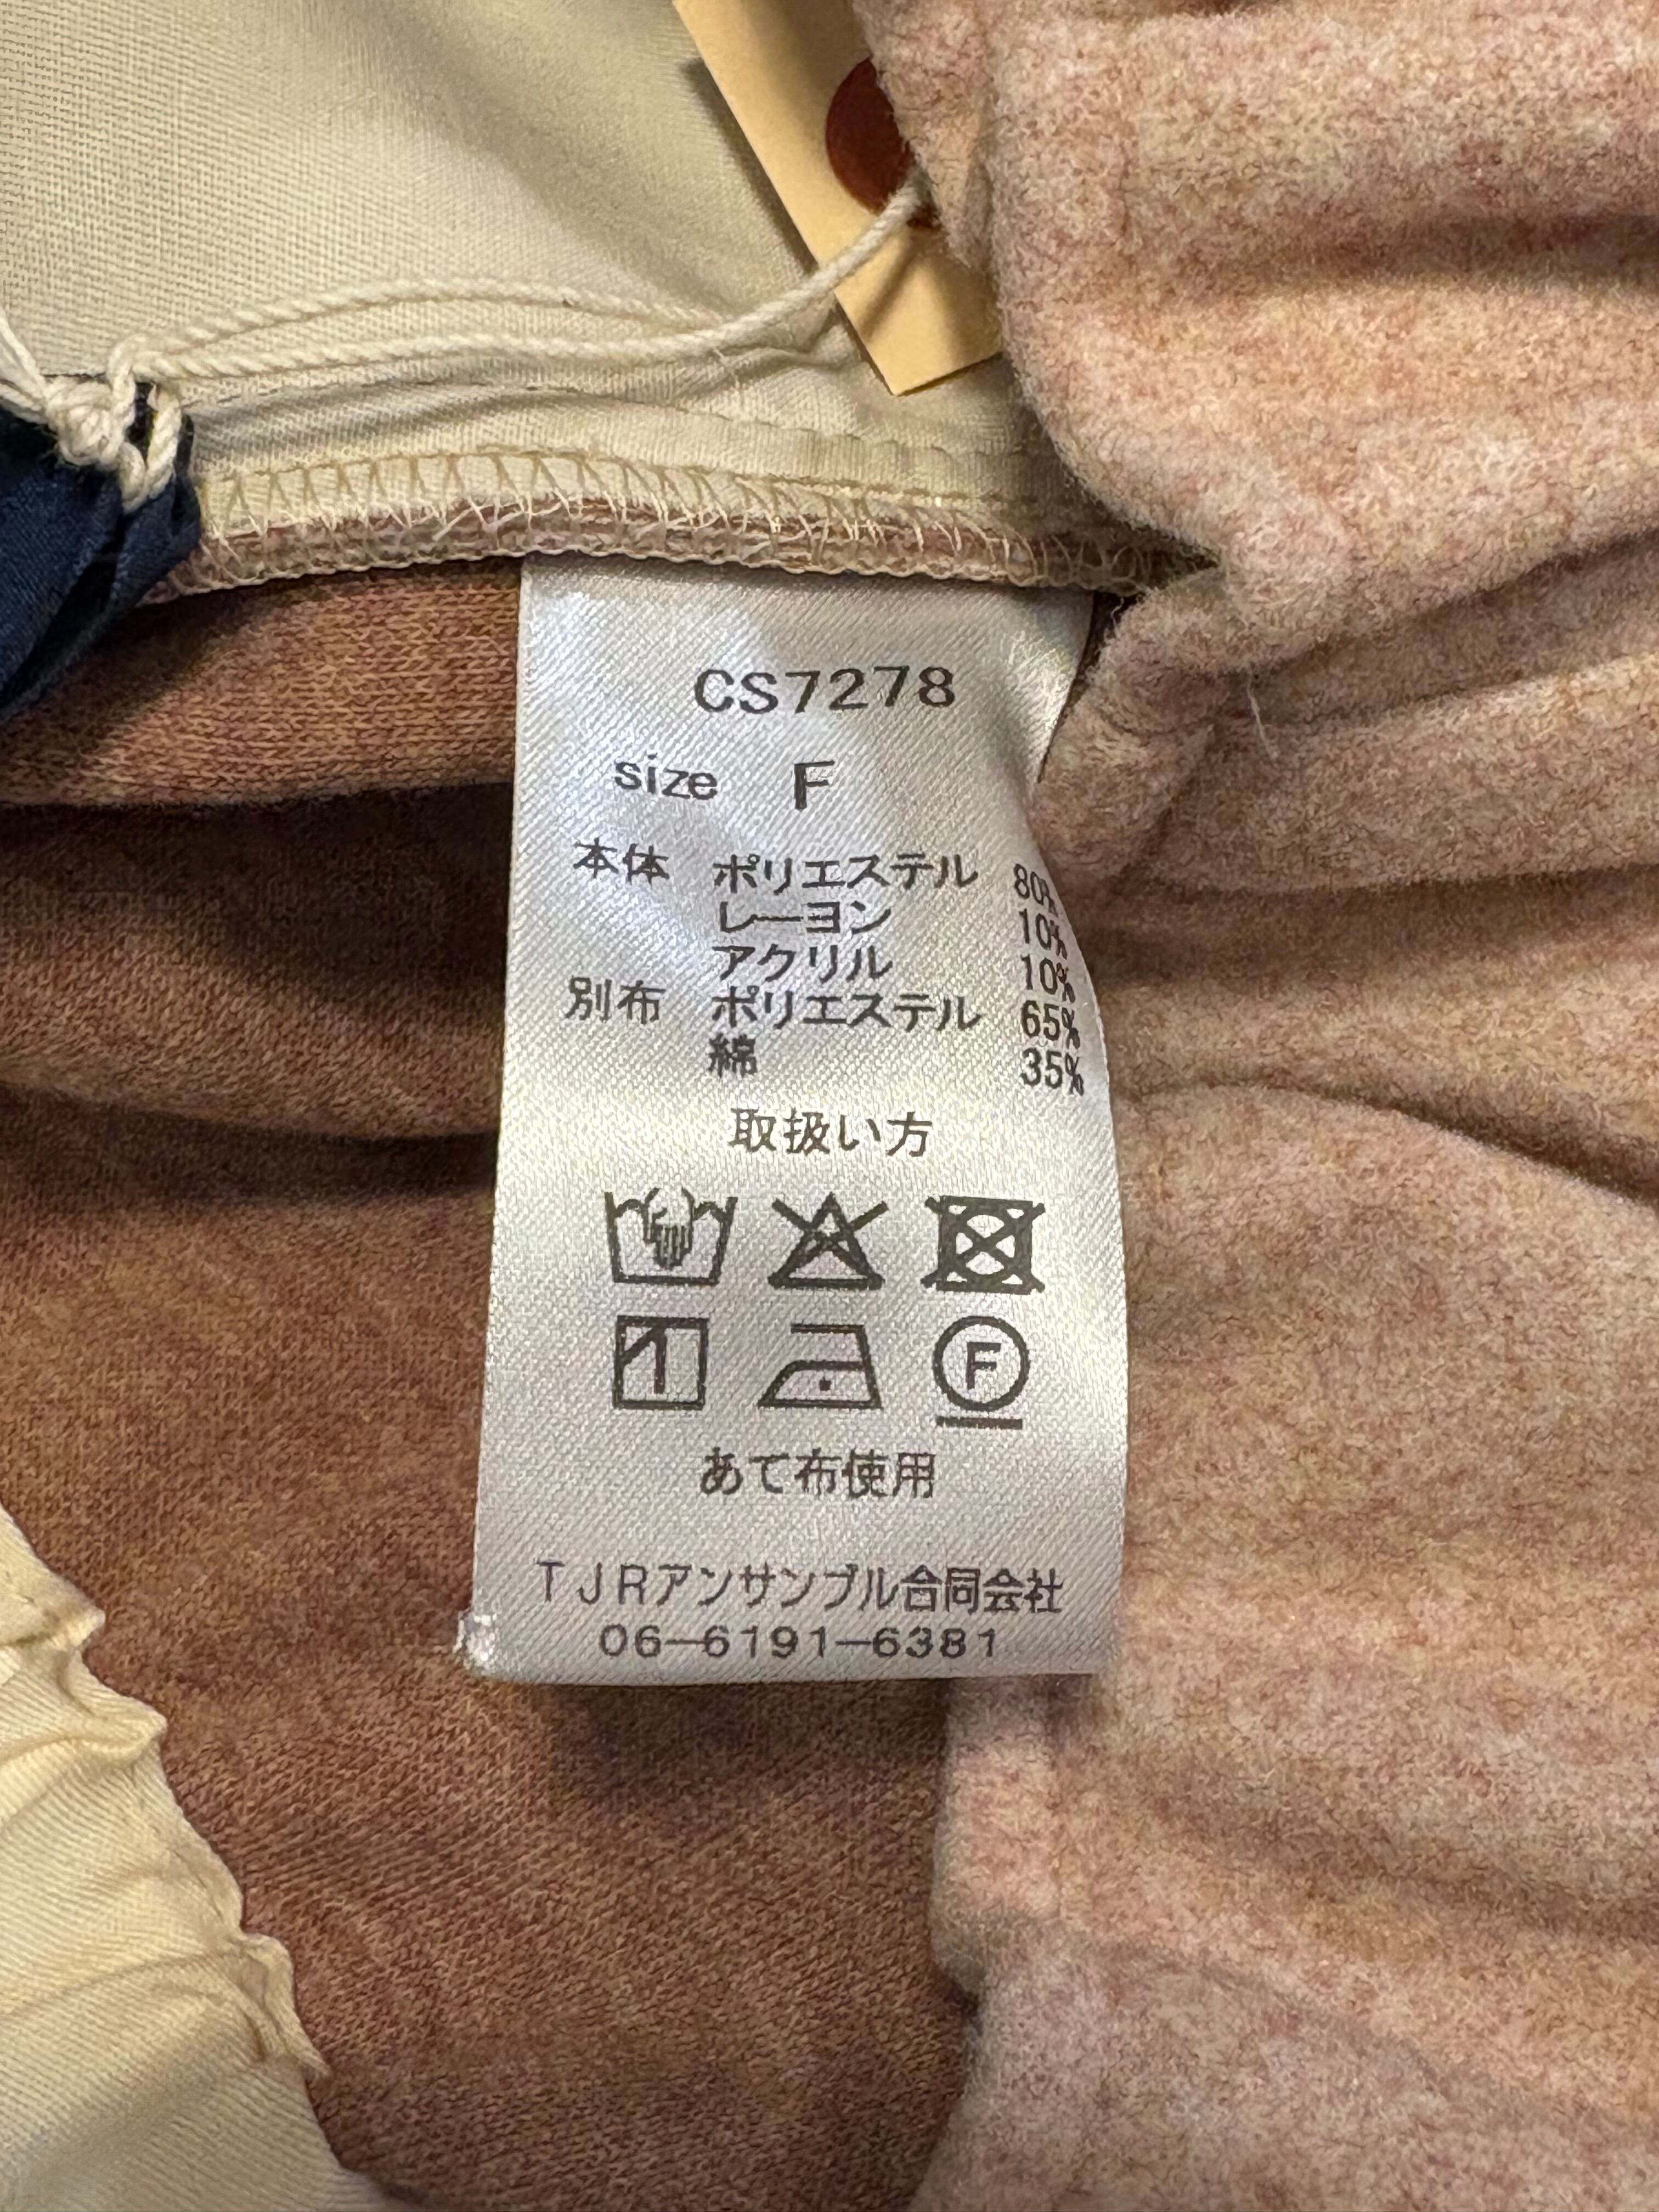 CS7278
size F
本体 ポリエステル 80%
レーヨン 10%
アクリル 10%
別布 ポリエステル 65%
綿 35%
取扱い方
F
あて布使用
TJRアンサンブル合同会社
06-6191-6381